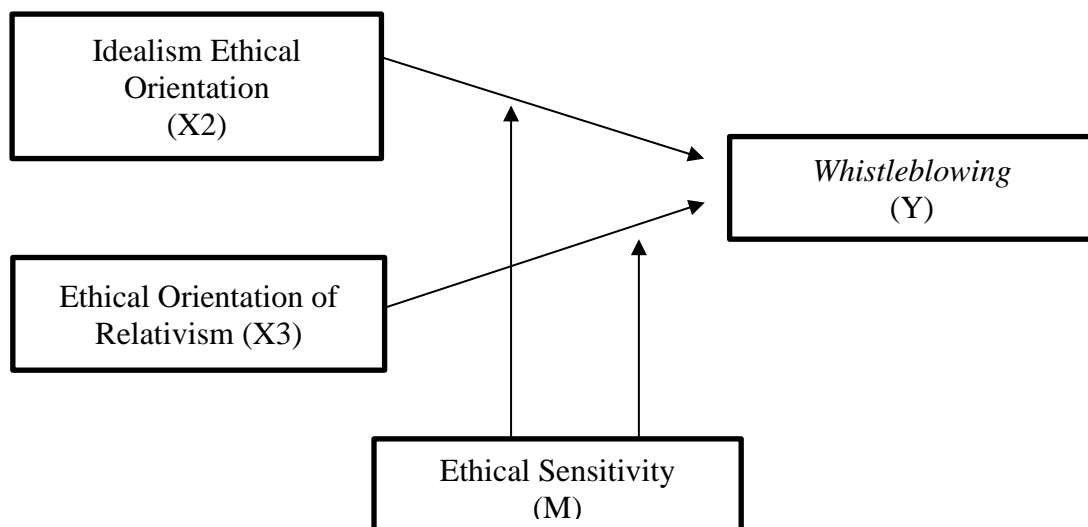 Idealism Ethical
Orientation
(X2)
Whistleblowing
(Y)
Ethical Orientation of
Relativism (X3)
Ethical Sensitivity
(M)